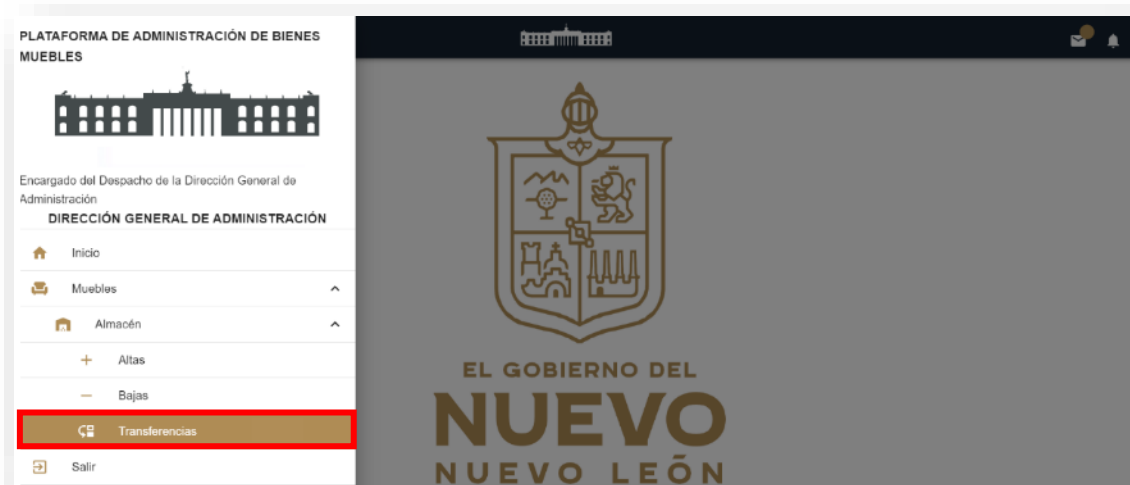 PLATAFORMA DE ADMINISTRACIÓN DE BIENES
MUEBLES
Encargado del Despacho de la Dirección General de
Administración
DIRECCIÓN GENERAL DE ADMINISTRACIÓN
Inicio
Muebles
Almacén
Altas
Bajas
Transferencias
Salir
EL GOBIERNO DEL
NUEVO
NUEVO LEÓN